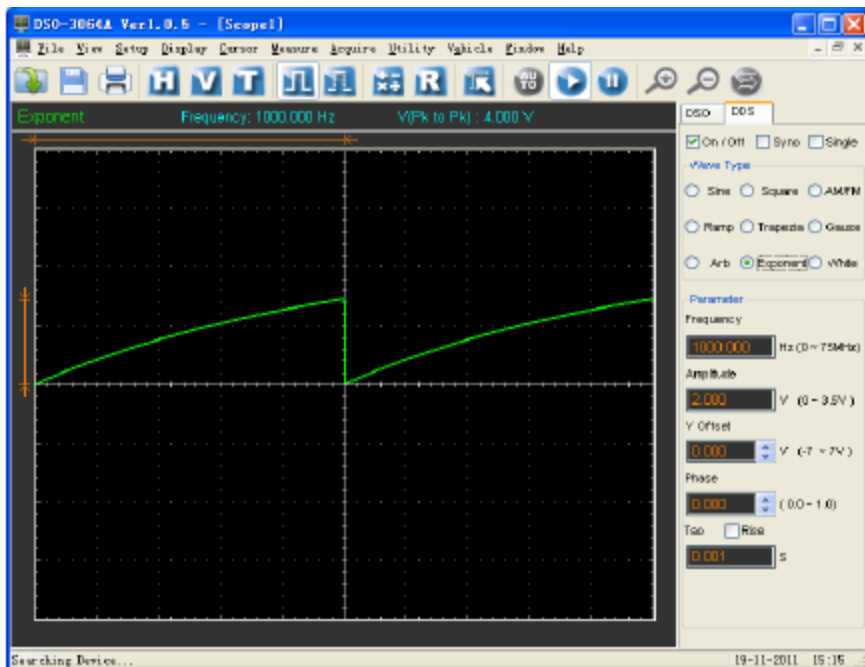 DSO-3064A Ver1.0.5 - [Scope1]
File View Setup Display Cursor Measure Acquire Utility Vehicle Window Help
H V T R AUTO
Exponent Frequency: 1000.000 Hz V(Pk to Pk) : 4.000 V
DSO DDS
On / Off Sync Single
Wave Type
Sine Square AM/FM
Ramp Trapezia Gause
Arb Exponent White
Parameter
Frequency
1000.000 Hz (0 ~ 75MHz)
Amplitude
2.000 V (0 ~ 3.5V)
Y Offset
0.000 V (-7 ~ 7V)
Phase
0.000 (0.0 ~ 1.0)
Tao Rise
0.001 S
Searching Device...
19-11-2011 15:15